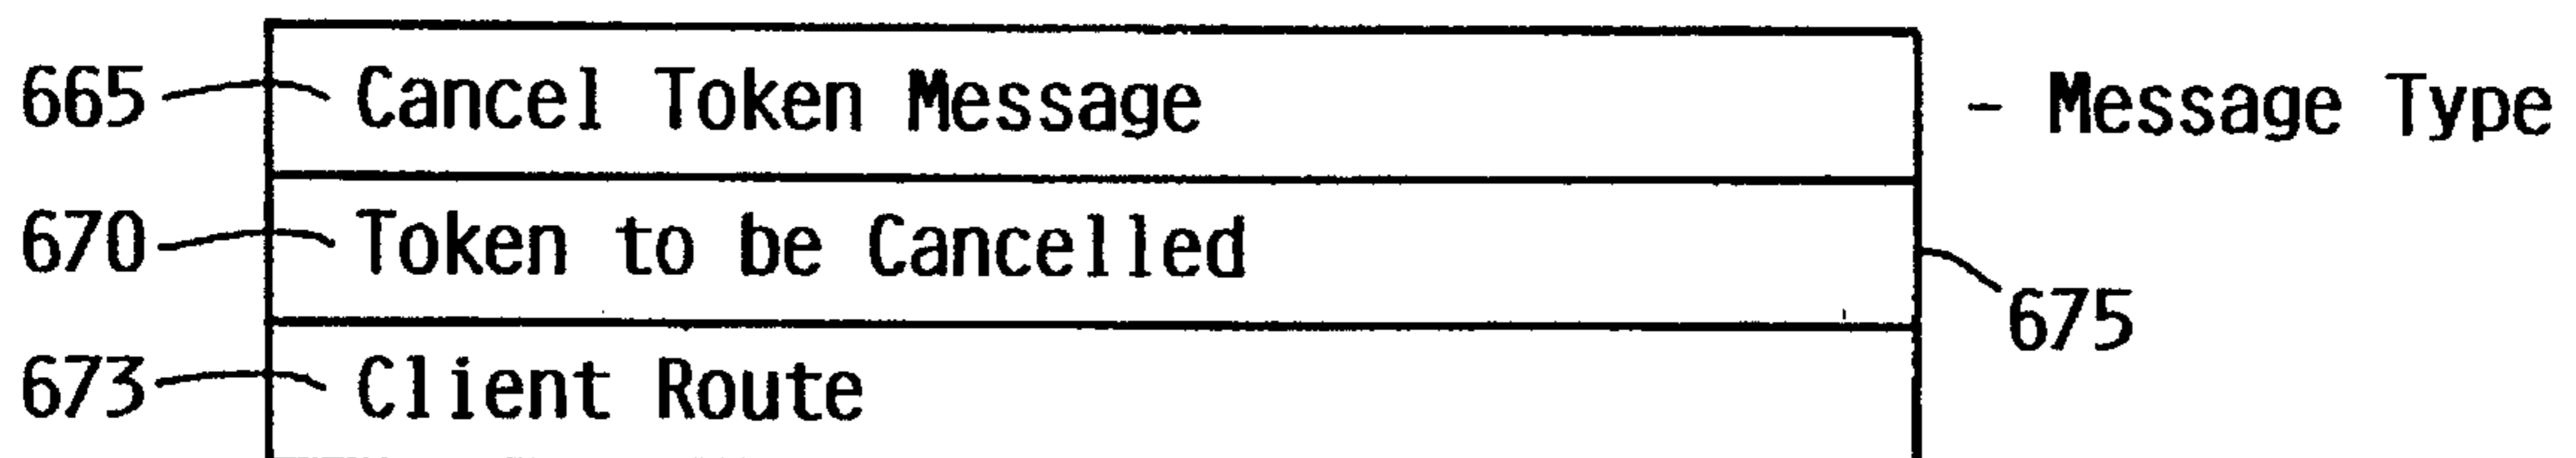 665 Cancel Token Message - Message Type
670 Token to be Cancelled
675
673 Client Route